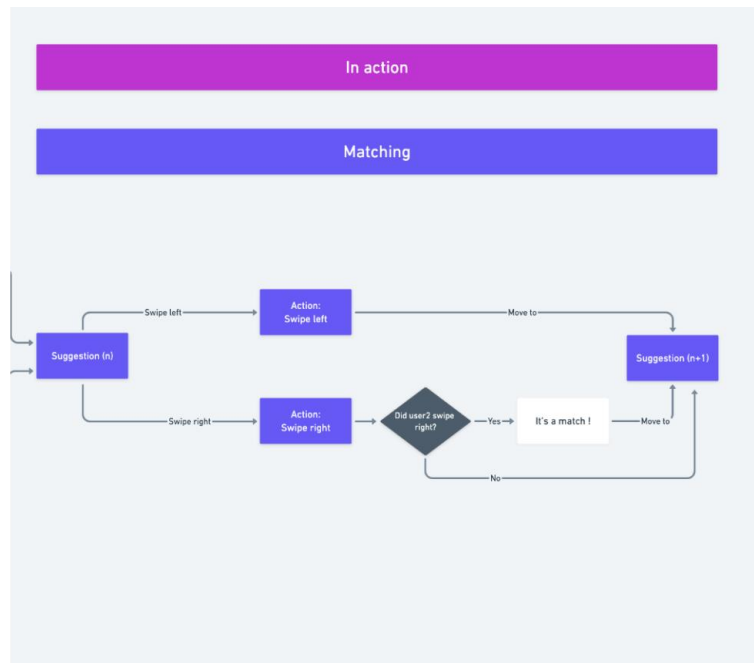 In action
Matching
Swipe left
Action:
Swipe left
Move to
Suggestion (n)
Suggestion (n+1)
Swipe right
Action:
Swipe right
Did user2 swipe
right?
Yes
It's a match !
Move to
No